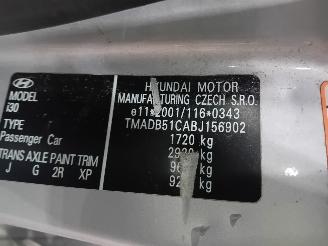 HYUNDAI MOTOR
MANUFACTURING CZECH S.R.O.
e11*2001/116*0343
TMADB51CABJ156902
1720 kg
kg
kg
kg
MODEL
i30
TYPE
Passenger Car
TRANS AXLE PAINT TRIM
J G 2R XP